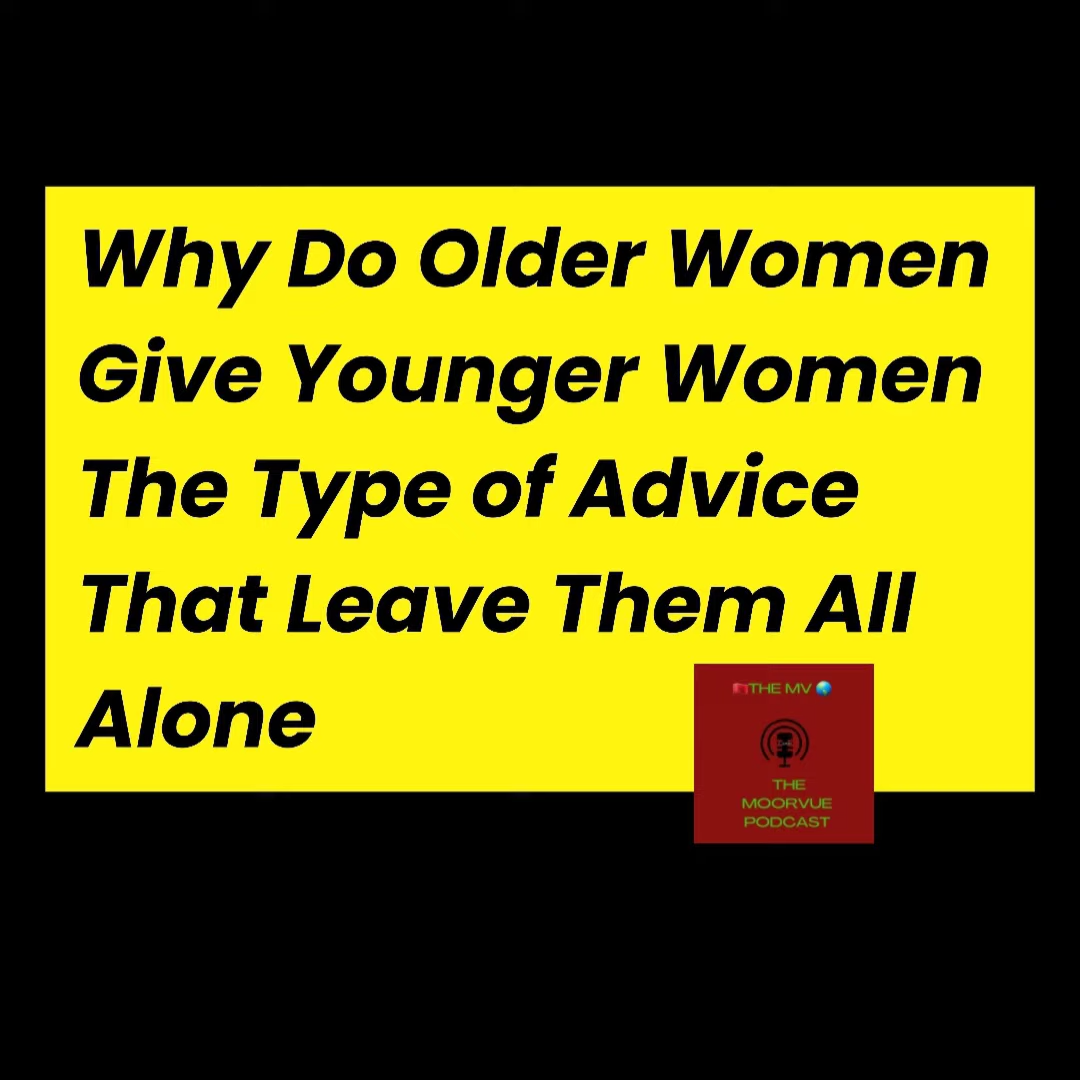 Why Do Older Women
Give Younger Women
The Type of Advice
That Leave Them All
Alone
🇲🇦THE MV🌏
THE
MOORVUE
PODCAST